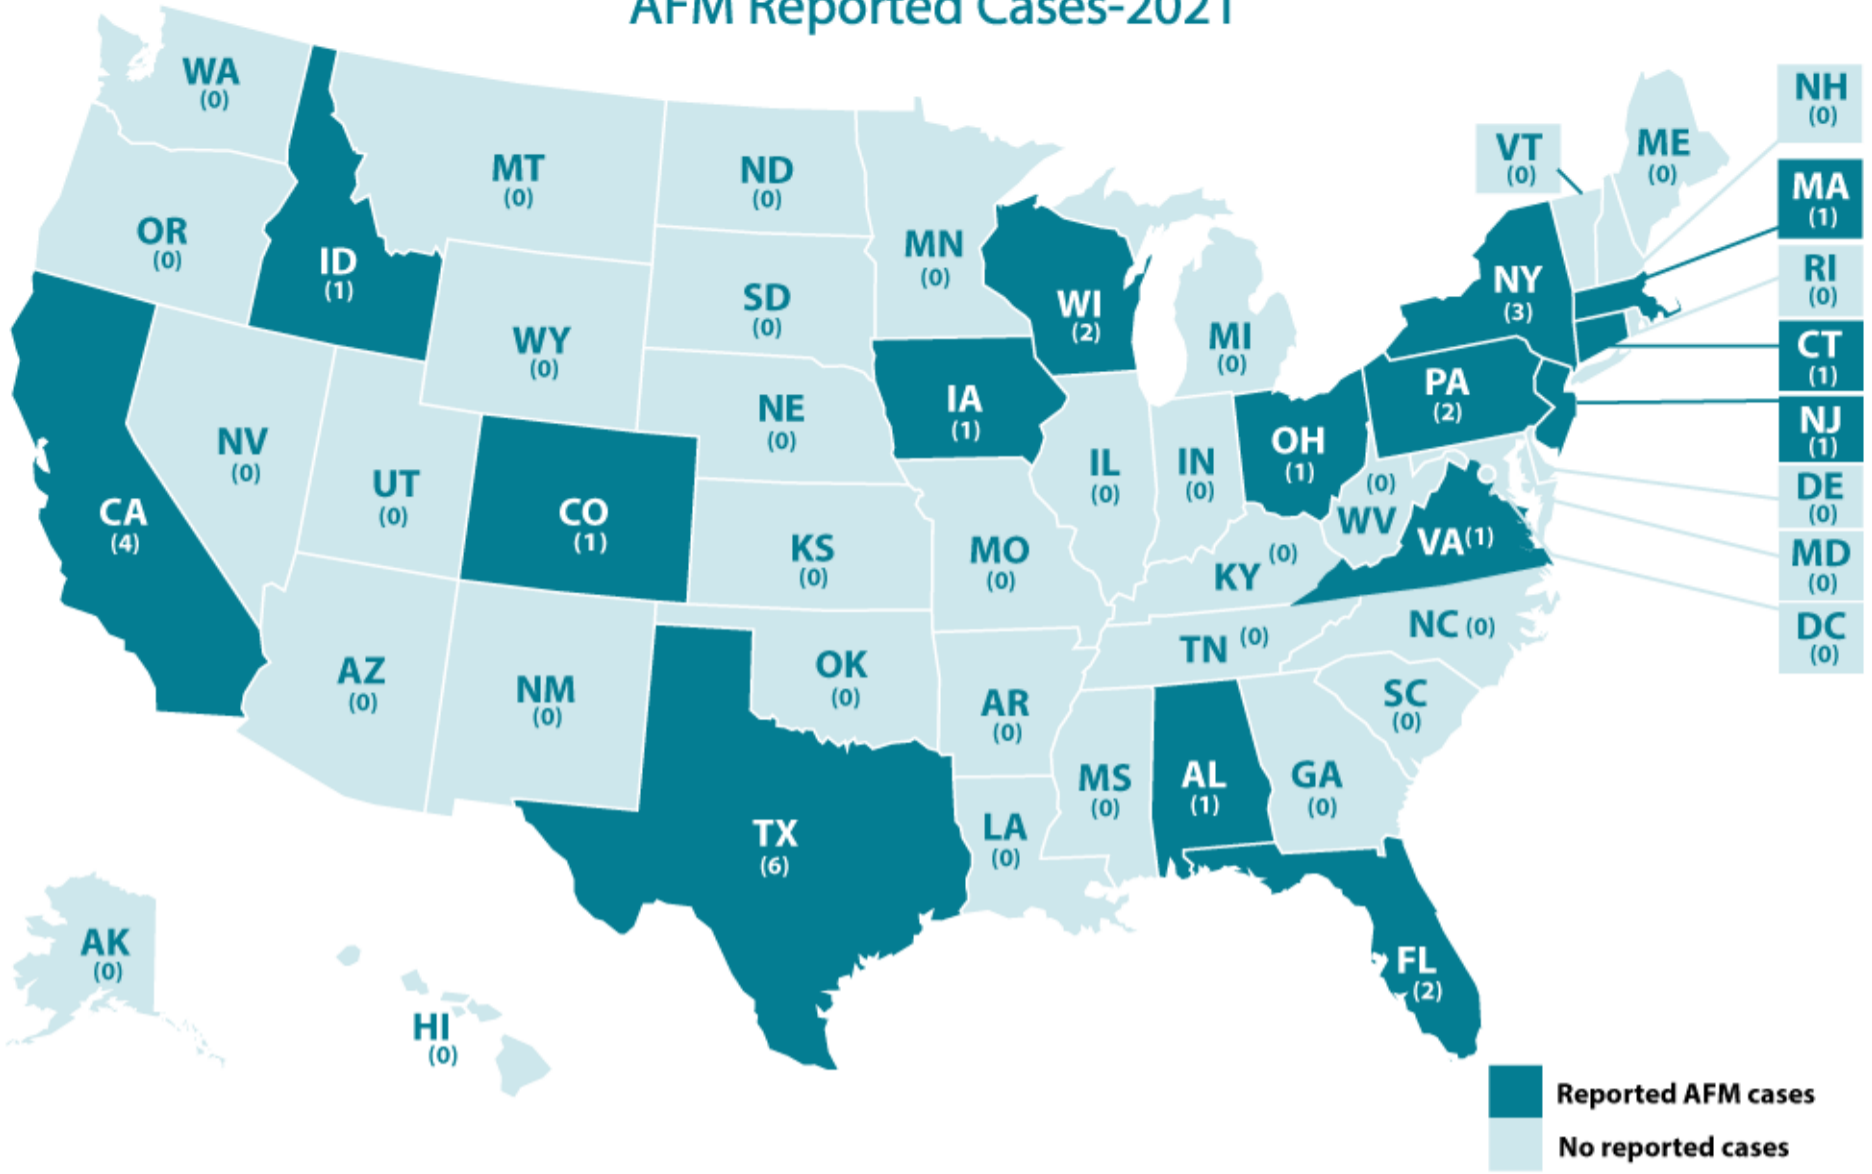 AFM Reported Cases-2021
WA
(0)
OR
(0)
ID
(1)
MT
(0)
ND
(0)
MN
(0)
WI
(2)
MI
(0)
VT
(0)
ME
(0)
NH
(0)
MA
(1)
RI
(0)
CT
(1)
NJ
(1)
DE
(0)
MD
(0)
DC
(0)
NY
(3)
PA
(2)
SD
(0)
WY
(0)
NE
(0)
IA
(1)
IL
(0)
IN
(0)
OH
(1)
(0)
WV
VA(1)
CA
(4)
NV
(0)
UT
(0)
CO
(1)
KS
(0)
MO
(0)
KY (0)
TN (0)
NC (0)
SC
(0)
AZ
(0)
NM
(0)
OK
(0)
AR
(0)
TX
(6)
LA
(0)
MS
(0)
AL
(1)
GA
(0)
FL
(2)
AK
(0)
HI
(0)
Reported AFM cases
No reported cases